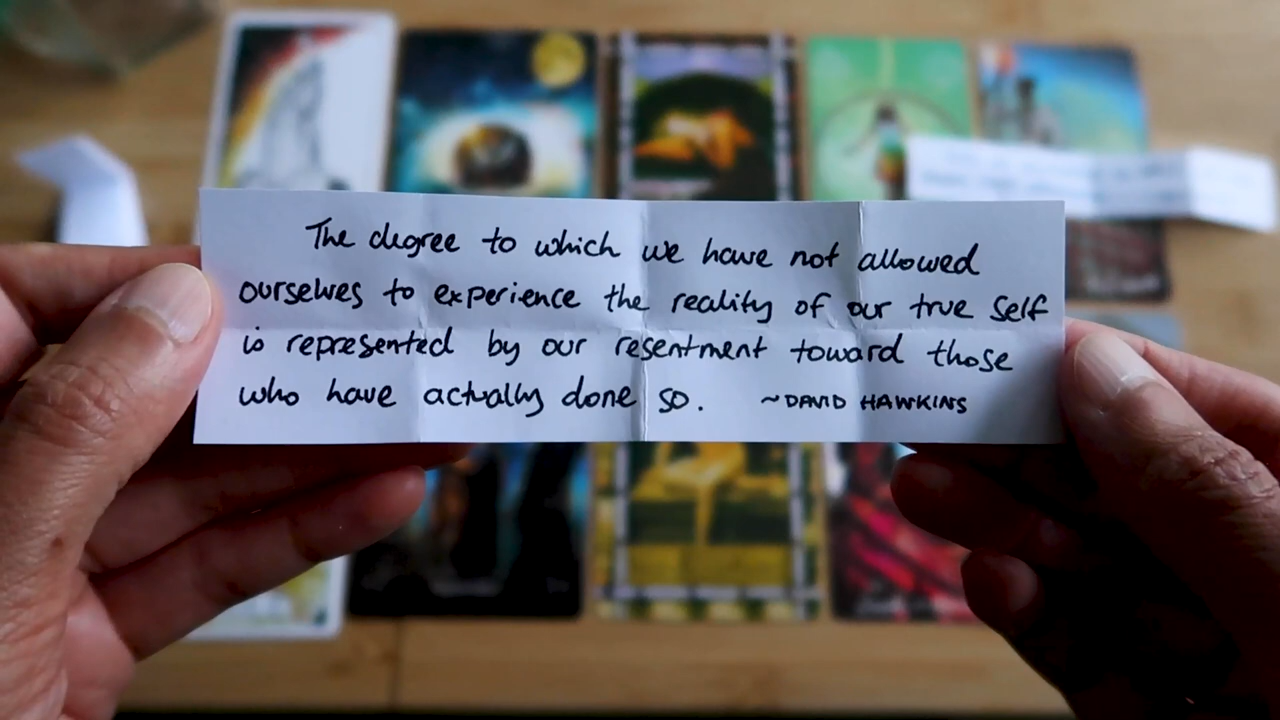 The degree to which we have not allowed
ourselves to experience the reality of our true Self
is represented by our resentment toward those
who have actually done so. ~DAVID HAWKINS